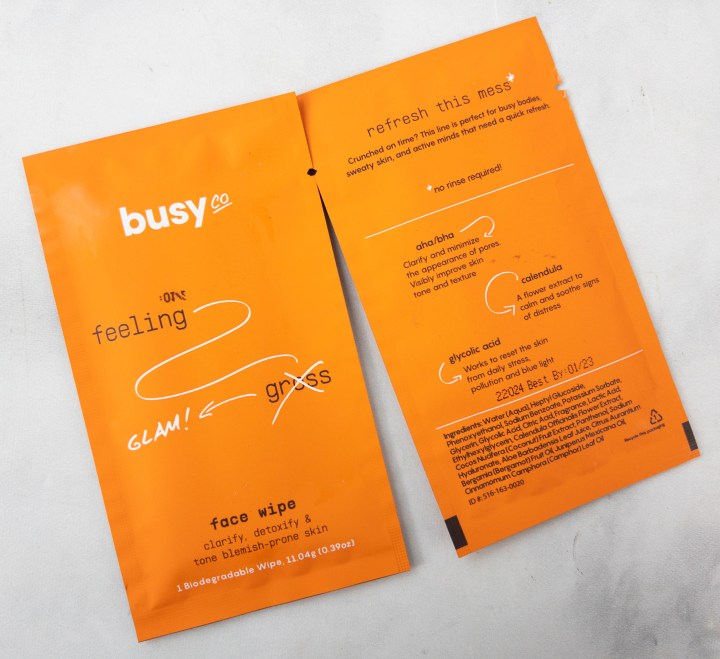 busy co
feeling
gross
GLAM!
face wipe
clarify, detoxify &
tone blemish-prone skin
1 Biodegradable Wipe, 11.04g (0.39oz)
refresh this mess*
Crunched on time? This line is perfect for busy bodies,
sweaty skin, and active minds that need a quick refresh.
*no rinse required!
aha/bha
Clarify and minimize
the appearance of pores.
Visibly improve skin
tone and texture
calendula
A flower extract to
calm and soothe signs
of distress
glycolic acid
Works to reset the skin
from daily stress,
pollution and blue light
22024 Best By:01/23
Ingredients: Water (Aqua), Heptyl Glucoside,
Phenoxyethanol, Sodium Benzoate, Potassium Sorbate,
Glycerin, Glycolic Acid, Citric Acid, Fragrance, Lactic Acid,
Ethylhexylglycerin, Calendula Officinalis Flower Extract,
Cocos Nucifera (Coconut) Fruit Extract, Panthenol, Sodium
Hyaluronate, Aloe Barbadensis Leaf Juice, Citrus Aurantium
Bergamia (Bergamot) Fruit Oil, Juniperus Mexicana Oil,
Cinnamomum Camphora (Camphor) Leaf Oil
ID #: 516-163-0020
Recycle this packaging